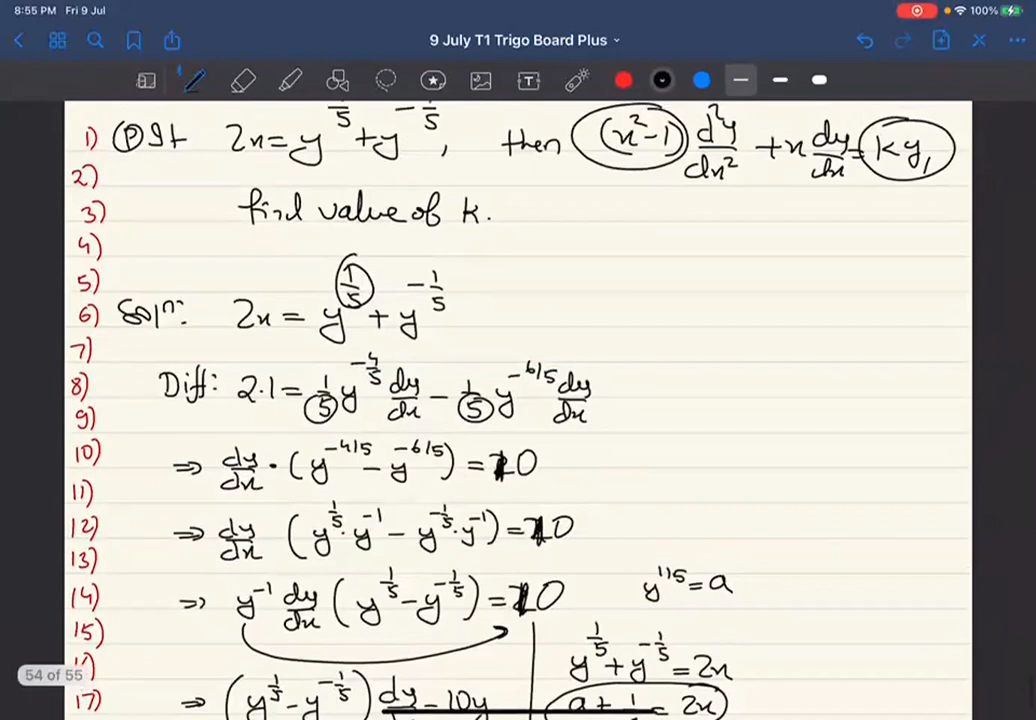 8:55 PM Fri 9 Jul
100%
9 July T1 Trigo Board Plus
1) (P) If 2x = y^{1/5} + y^{-1/5}, then (x²-1) d²y/dx² + x dy/dx = ky,
2)
3) find value of k.
4)
5)
6) Solⁿ: 2x = y^{1/5} + y^{-1/5}
7)
8) Diff: 2·1 = 1/5 y^{-4/5} dy/dx - 1/5 y^{-6/5} dy/dx
9)
10) ⇒ dy/dx · (y^{-4/5} - y^{-6/5}) = 10
11)
12) ⇒ dy/dx (y^{1/5}·y^{-1} - y^{-1/5}·y^{-1}) = 10
13)
14) ⇒ y^{-1} dy/dx (y^{1/5} - y^{-1/5}) = 10
y^{1/5} = a
15)
y^{1/5} + y^{-1/5} = 2x
54 of 55
17) ⇒ (y^{1/5} - y^{-1/5}) dy = 10y
a + 1 = 2x